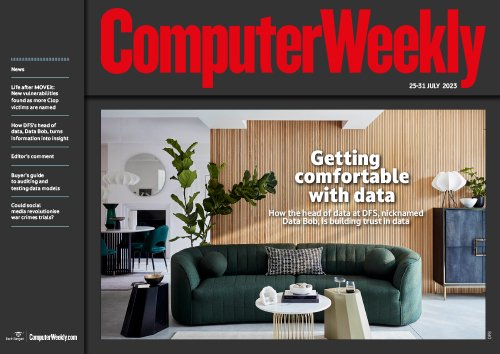 ComputerWeekly
25-31 JULY 2023
News
Life after MOVEit:
New vulnerabilities
found as more Clop
victims are named
How DFS's head of
data, Data Bob, turns
information into insight
Editor's comment
Buyer's guide
to auditing and
testing data models
Could social
media revolutionise
war crimes trials?
Getting
comfortable
with data
How the head of data at DFS, nicknamed
Data Bob, is building trust in data
TechTarget
ComputerWeekly.com
DFS